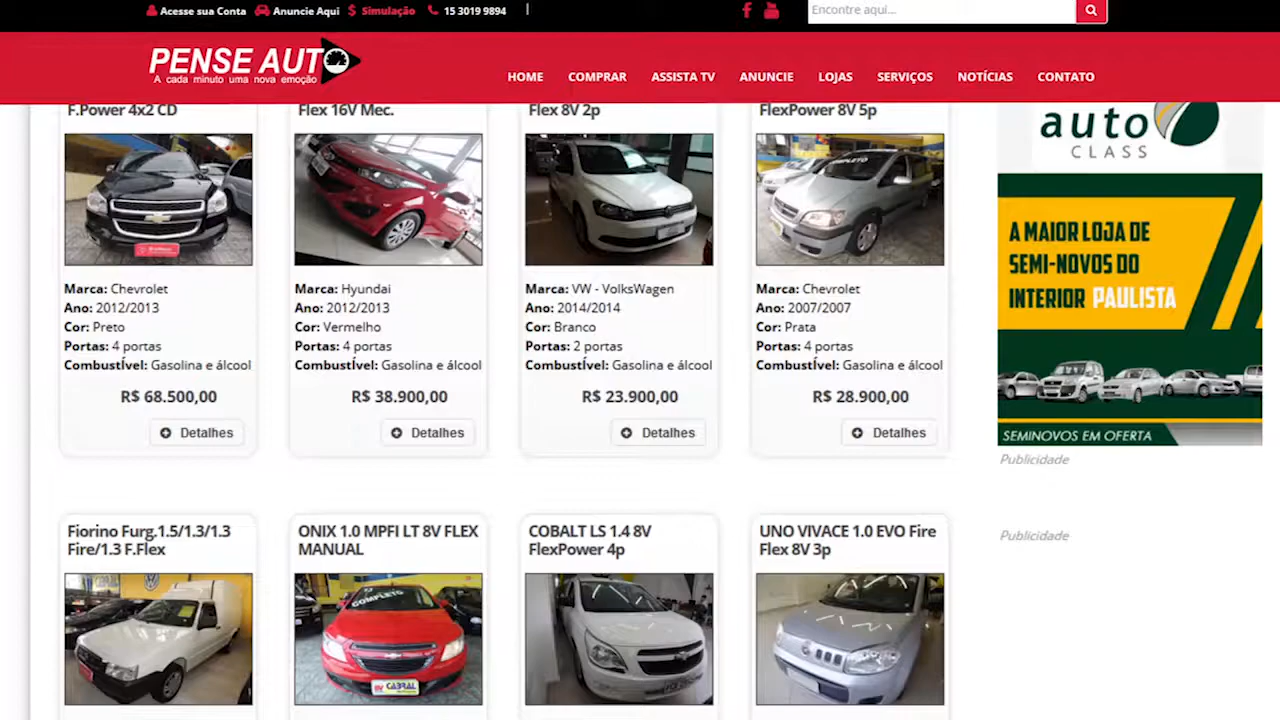 Acesse sua Conta Anuncie Aqui Simulação 15 3019 9894
Encontre aqui...
PENSE AUTO
A cada minuto uma nova emoção
HOME COMPRAR ASSISTA TV ANUNCIE LOJAS SERVIÇOS NOTÍCIAS CONTATO
F.Power 4x2 CD
Flex 16V Mec.
Flex 8V 2p
FlexPower 8V 5p
COMPLETO
Marca: Chevrolet
Ano: 2012/2013
Cor: Preto
Portas: 4 portas
CombustÍvel: Gasolina e álcool
R$ 68.500,00
Detalhes
Marca: Hyundai
Ano: 2012/2013
Cor: Vermelho
Portas: 4 portas
CombustÍvel: Gasolina e álcool
R$ 38.900,00
Detalhes
Marca: VW - VolksWagen
Ano: 2014/2014
Cor: Branco
Portas: 2 portas
CombustÍvel: Gasolina e álcool
R$ 23.900,00
Detalhes
Marca: Chevrolet
Ano: 2007/2007
Cor: Prata
Portas: 4 portas
CombustÍvel: Gasolina e álcool
R$ 28.900,00
Detalhes
auto
CLASS
A MAIOR LOJA DE
SEMI-NOVOS DO
INTERIOR PAULISTA
SEMINOVOS EM OFERTA
Publicidade
Publicidade
Fiorino Furg.1.5/1.3/1.3
Fire/1.3 F.Flex
ONIX 1.0 MPFI LT 8V FLEX
MANUAL
COMPLETO
CABRAL
COBALT LS 1.4 8V
FlexPower 4p
UNO VIVACE 1.0 EVO Fire
Flex 8V 3p